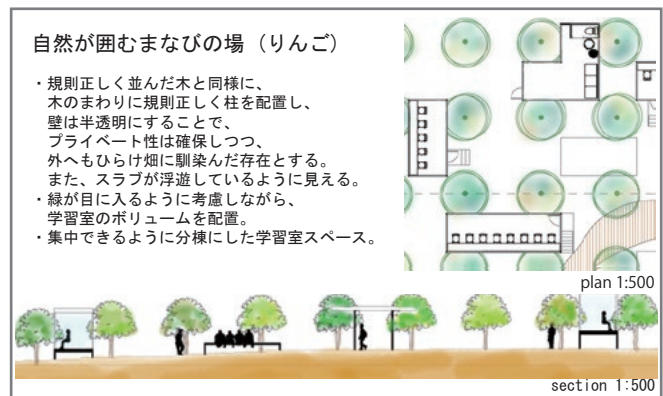 自然が囲むまなびの場（りんご）
・規則正しく並んだ木と同様に、
木のまわりに規則正しく柱を配置し、
壁は半透明にすることで、
プライベート性は確保しつつ、
外へもひらけ畑に馴染んだ存在とする。
また、スラブが浮遊しているように見える。
・緑が目に入るように考慮しながら、
学習室のボリュームを配置。
・集中できるように分棟にした学習室スペース。
plan 1:500
section 1:500